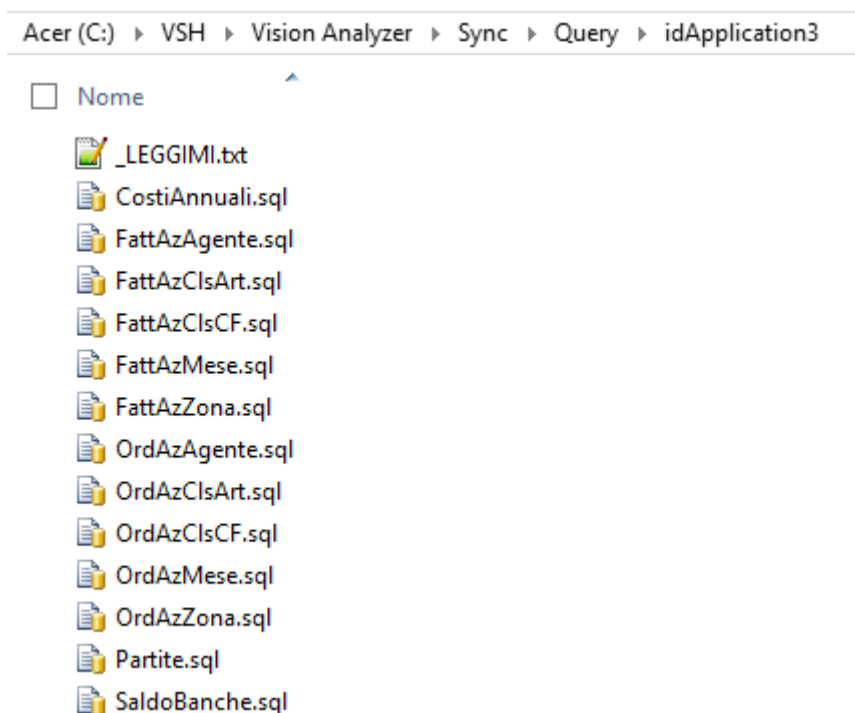 Acer (C:) ▸ VSH ▸ Vision Analyzer ▸ Sync ▸ Query ▸ idApplication3
Nome
_LEGGIMI.txt
CostiAnnuali.sql
FattAzAgente.sql
FattAzClsArt.sql
FattAzClsCF.sql
FattAzMese.sql
FattAzZona.sql
OrdAzAgente.sql
OrdAzClsArt.sql
OrdAzClsCF.sql
OrdAzMese.sql
OrdAzZona.sql
Partite.sql
SaldoBanche.sql